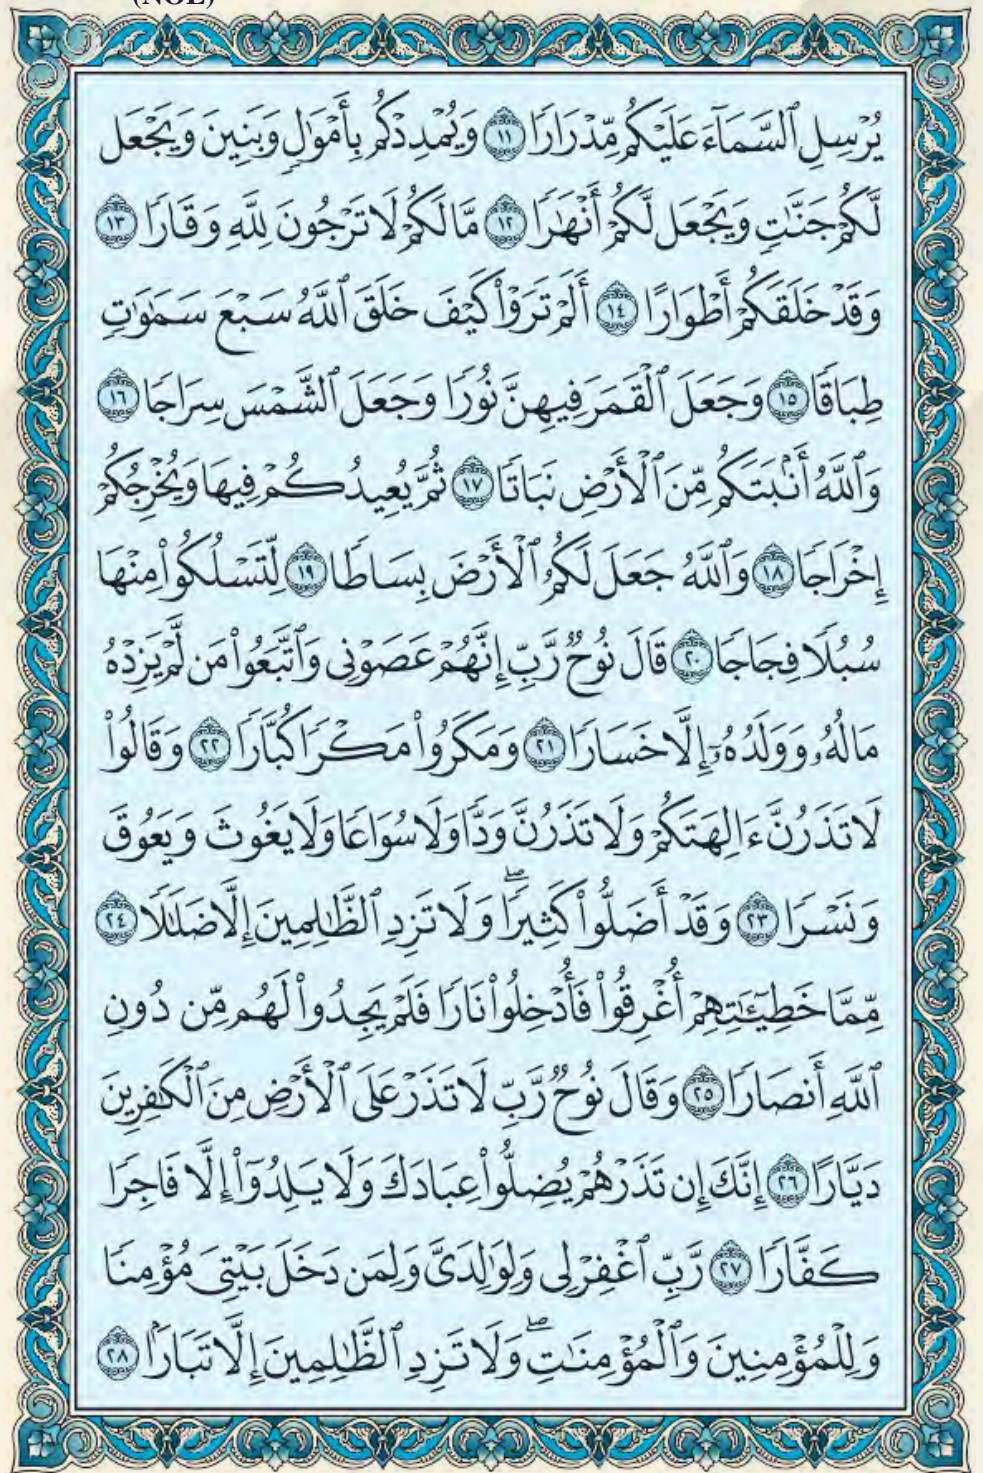 (NOE)
يُرْسِلِ ٱلسَّمَآءَ عَلَيْكُم مِّدْرَارًا ١١ وَيُمْدِدْكُم بِأَمْوَٰلٍ وَبَنِينَ وَيَجْعَل
لَّكُمْ جَنَّٰتٍ وَيَجْعَل لَّكُمْ أَنْهَٰرًا ١٢ مَّا لَكُمْ لَا تَرْجُونَ لِلَّهِ وَقَارًا ١٣
وَقَدْ خَلَقَكُمْ أَطْوَارًا ١٤ أَلَمْ تَرَوْا۟ كَيْفَ خَلَقَ ٱللَّهُ سَبْعَ سَمَٰوَٰتٍ
طِبَاقًا ١٥ وَجَعَلَ ٱلْقَمَرَ فِيهِنَّ نُورًا وَجَعَلَ ٱلشَّمْسَ سِرَاجًا ١٦
وَٱللَّهُ أَنۢبَتَكُم مِّنَ ٱلْأَرْضِ نَبَاتًا ١٧ ثُمَّ يُعِيدُكُمْ فِيهَا وَيُخْرِجُكُمْ
إِخْرَاجًا ١٨ وَٱللَّهُ جَعَلَ لَكُمُ ٱلْأَرْضَ بِسَاطًا ١٩ لِّتَسْلُكُوا۟ مِنْهَا
سُبُلًا فِجَاجًا ٢٠ قَالَ نُوحٌ رَّبِّ إِنَّهُمْ عَصَوْنِى وَٱتَّبَعُوا۟ مَن لَّمْ يَزِدْهُ
مَالُهُۥ وَوَلَدُهُۥٓ إِلَّا خَسَارًا ٢١ وَمَكَرُوا۟ مَكْرًا كُبَّارًا ٢٢ وَقَالُوا۟
لَا تَذَرُنَّ ءَالِهَتَكُمْ وَلَا تَذَرُنَّ وَدًّا وَلَا سُوَاعًا وَلَا يَغُوثَ وَيَعُوقَ
وَنَسْرًا ٢٣ وَقَدْ أَضَلُّوا۟ كَثِيرًا ۖ وَلَا تَزِدِ ٱلظَّٰلِمِينَ إِلَّا ضَلَٰلًا ٢٤
مِّمَّا خَطِيٓـَٰٔتِهِمْ أُغْرِقُوا۟ فَأُدْخِلُوا۟ نَارًا فَلَمْ يَجِدُوا۟ لَهُم مِّن دُونِ
ٱللَّهِ أَنصَارًا ٢٥ وَقَالَ نُوحٌ رَّبِّ لَا تَذَرْ عَلَى ٱلْأَرْضِ مِنَ ٱلْكَٰفِرِينَ
دَيَّارًا ٢٦ إِنَّكَ إِن تَذَرْهُمْ يُضِلُّوا۟ عِبَادَكَ وَلَا يَلِدُوٓا۟ إِلَّا فَاجِرًا
كَفَّارًا ٢٧ رَّبِّ ٱغْفِرْ لِى وَلِوَٰلِدَىَّ وَلِمَن دَخَلَ بَيْتِىَ مُؤْمِنًا
وَلِلْمُؤْمِنِينَ وَٱلْمُؤْمِنَٰتِ ۖ وَلَا تَزِدِ ٱلظَّٰلِمِينَ إِلَّا تَبَارًۢا ٢٨